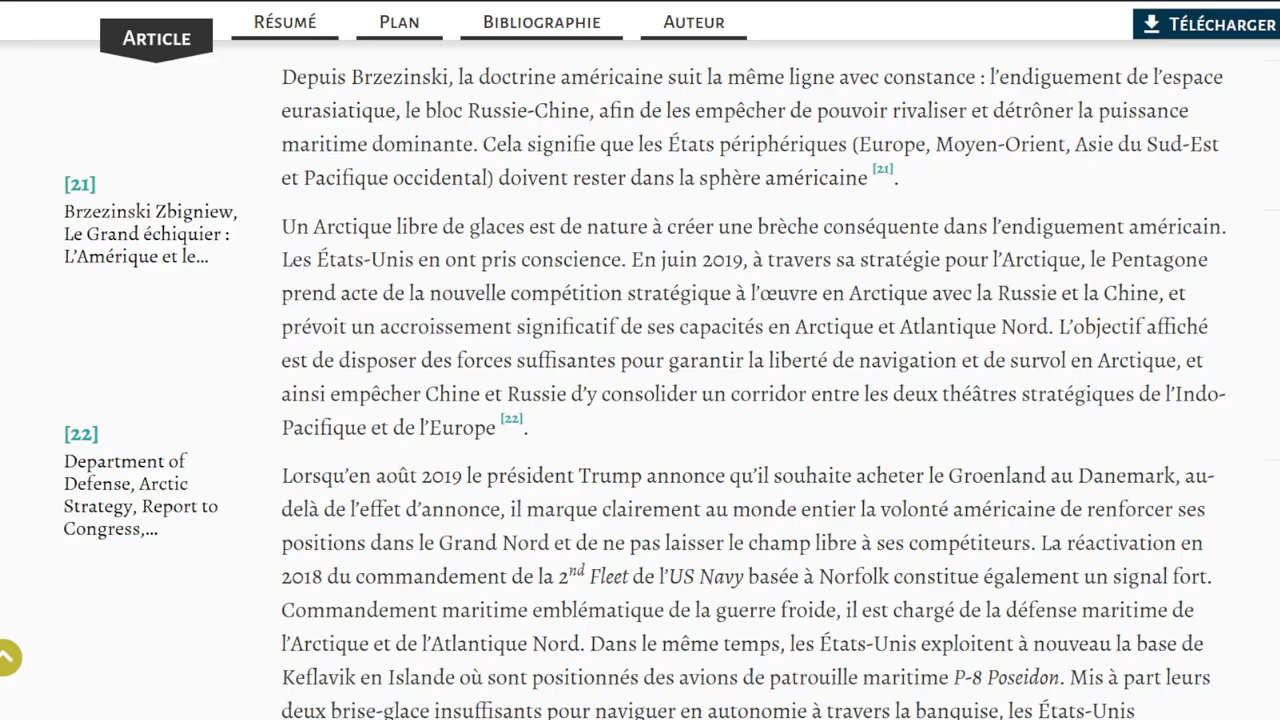 ARTICLE
RÉSUMÉ
PLAN
BIBLIOGRAPHIE
AUTEUR
TÉLÉCHARGER
Depuis Brzezinski, la doctrine américaine suit la même ligne avec constance : l’endiguement de l’espace
eurasiatique, le bloc Russie-Chine, afin de les empêcher de pouvoir rivaliser et détrôner la puissance
maritime dominante. Cela signifie que les États périphériques (Europe, Moyen-Orient, Asie du Sud-Est
et Pacifique occidental) doivent rester dans la sphère américaine [21].
[21]
Brzezinski Zbigniew,
Le Grand échiquier :
L’Amérique et le…
Un Arctique libre de glaces est de nature à créer une brèche conséquente dans l’endiguement américain.
Les États-Unis en ont pris conscience. En juin 2019, à travers sa stratégie pour l’Arctique, le Pentagone
prend acte de la nouvelle compétition stratégique à l’œuvre en Arctique avec la Russie et la Chine, et
prévoit un accroissement significatif de ses capacités en Arctique et Atlantique Nord. L’objectif affiché
est de disposer des forces suffisantes pour garantir la liberté de navigation et de survol en Arctique, et
ainsi empêcher Chine et Russie d’y consolider un corridor entre les deux théâtres stratégiques de l’Indo-
Pacifique et de l’Europe [22].
[22]
Department of
Defense, Arctic
Strategy, Report to
Congress,…
Lorsqu’en août 2019 le président Trump annonce qu’il souhaite acheter le Groenland au Danemark, au-
delà de l’effet d’annonce, il marque clairement au monde entier la volonté américaine de renforcer ses
positions dans le Grand Nord et de ne pas laisser le champ libre à ses compétiteurs. La réactivation en
2018 du commandement de la 2nd Fleet de l’US Navy basée à Norfolk constitue également un signal fort.
Commandement maritime emblématique de la guerre froide, il est chargé de la défense maritime de
l’Arctique et de l’Atlantique Nord. Dans le même temps, les États-Unis exploitent à nouveau la base de
Keflavik en Islande où sont positionnés des avions de patrouille maritime P-8 Poseidon. Mis à part leurs
deux brise-glace insuffisants pour naviguer en autonomie à travers la banquise, les États-Unis